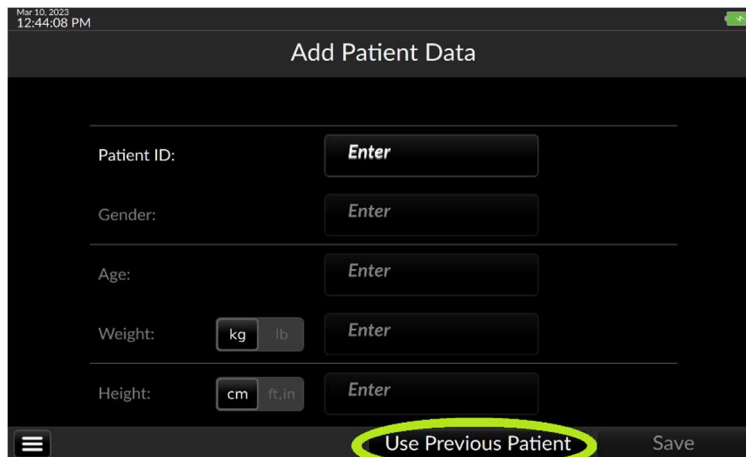 Mar 10, 2023
12:44:08 PM
Add Patient Data
Patient ID: Enter
Gender: Enter
Age: Enter
Weight: kg lb Enter
Height: cm ft,in Enter
Use Previous Patient Save